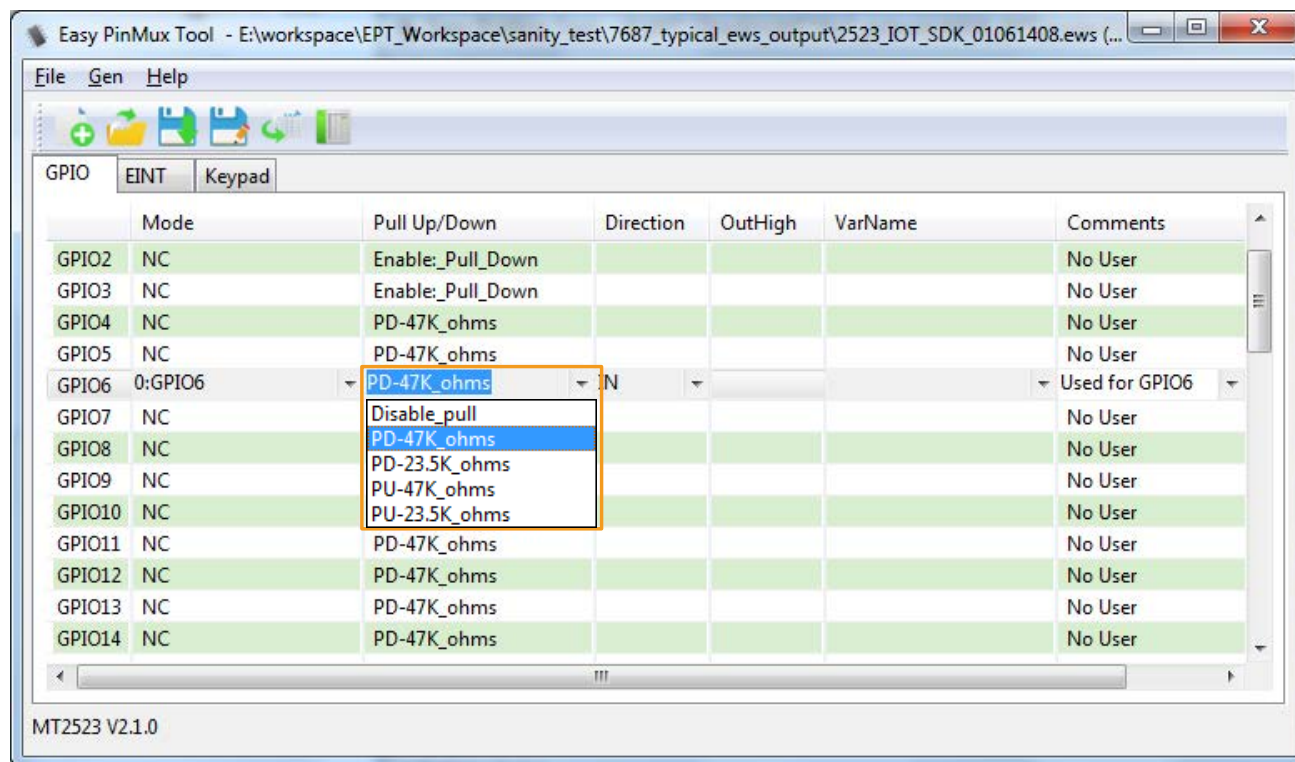 Easy PinMux Tool - E:\workspace\EPT_Workspace\sanity_test\7687_typical_ews_output\2523_IOT_SDK_01061408.ews (...
File Gen Help
GPIO EINT Keypad
Mode Pull Up/Down Direction OutHigh VarName Comments
GPIO2 NC Enable:_Pull_Down No User
GPIO3 NC Enable:_Pull_Down No User
GPIO4 NC PD-47K_ohms No User
GPIO5 NC PD-47K_ohms No User
GPIO6 0:GPIO6 PD-47K_ohms IN Used for GPIO6
GPIO7 NC Disable_pull No User
GPIO8 NC PD-47K_ohms No User
PD-23.5K_ohms
GPIO9 NC PU-47K_ohms No User
GPIO10 NC PU-23.5K_ohms No User
GPIO11 NC PD-47K_ohms No User
GPIO12 NC PD-47K_ohms No User
GPIO13 NC PD-47K_ohms No User
GPIO14 NC PD-47K_ohms No User
MT2523 V2.1.0